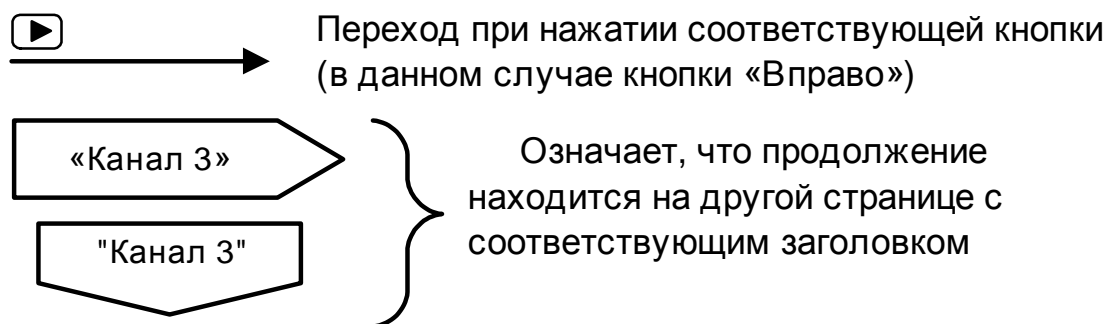 Переход при нажатии соответствующей кнопки
(в данном случае кнопки «Вправо»)
«Канал 3»
"Канал 3"
Означает, что продолжение
находится на другой странице с
соответствующим заголовком